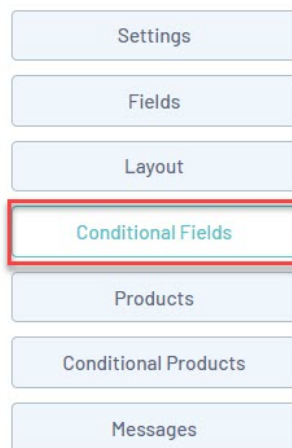 Settings
Fields
Layout
Conditional Fields
Products
Conditional Products
Messages